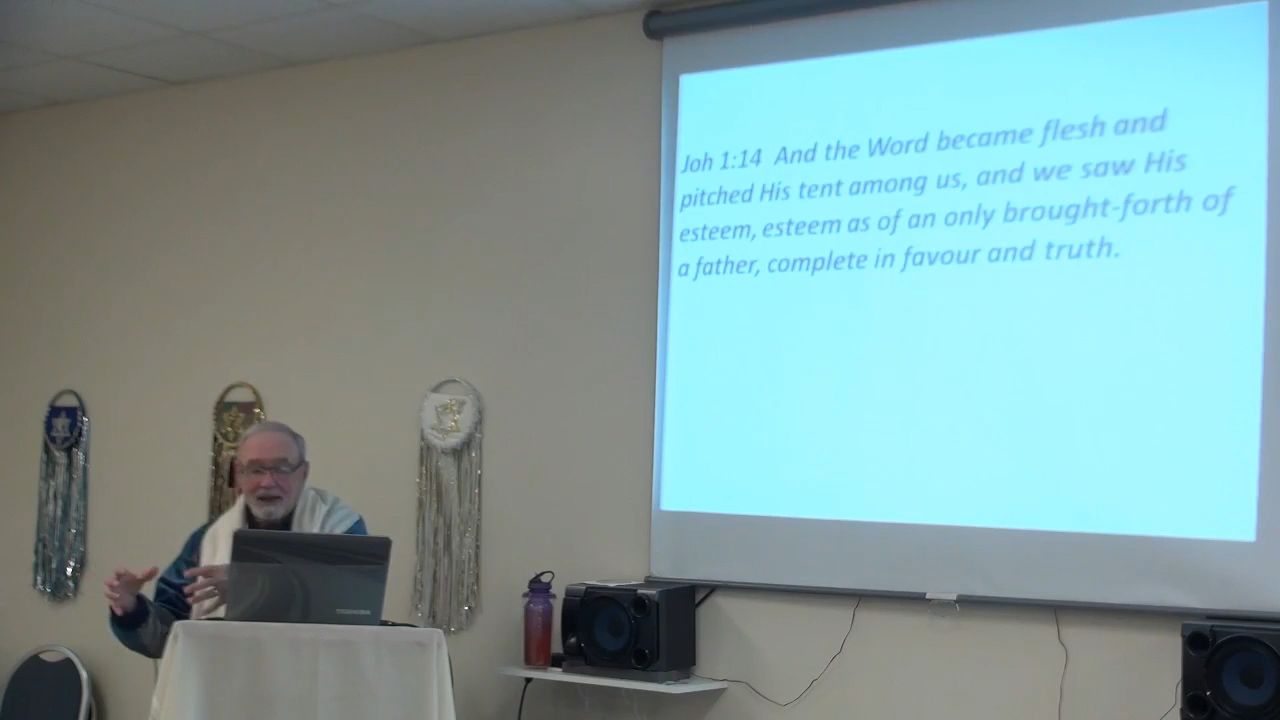 Joh 1:14 And the Word became flesh and
pitched His tent among us, and we saw His
esteem, esteem as of an only brought-forth of
a father, complete in favour and truth.
TOSHIBA